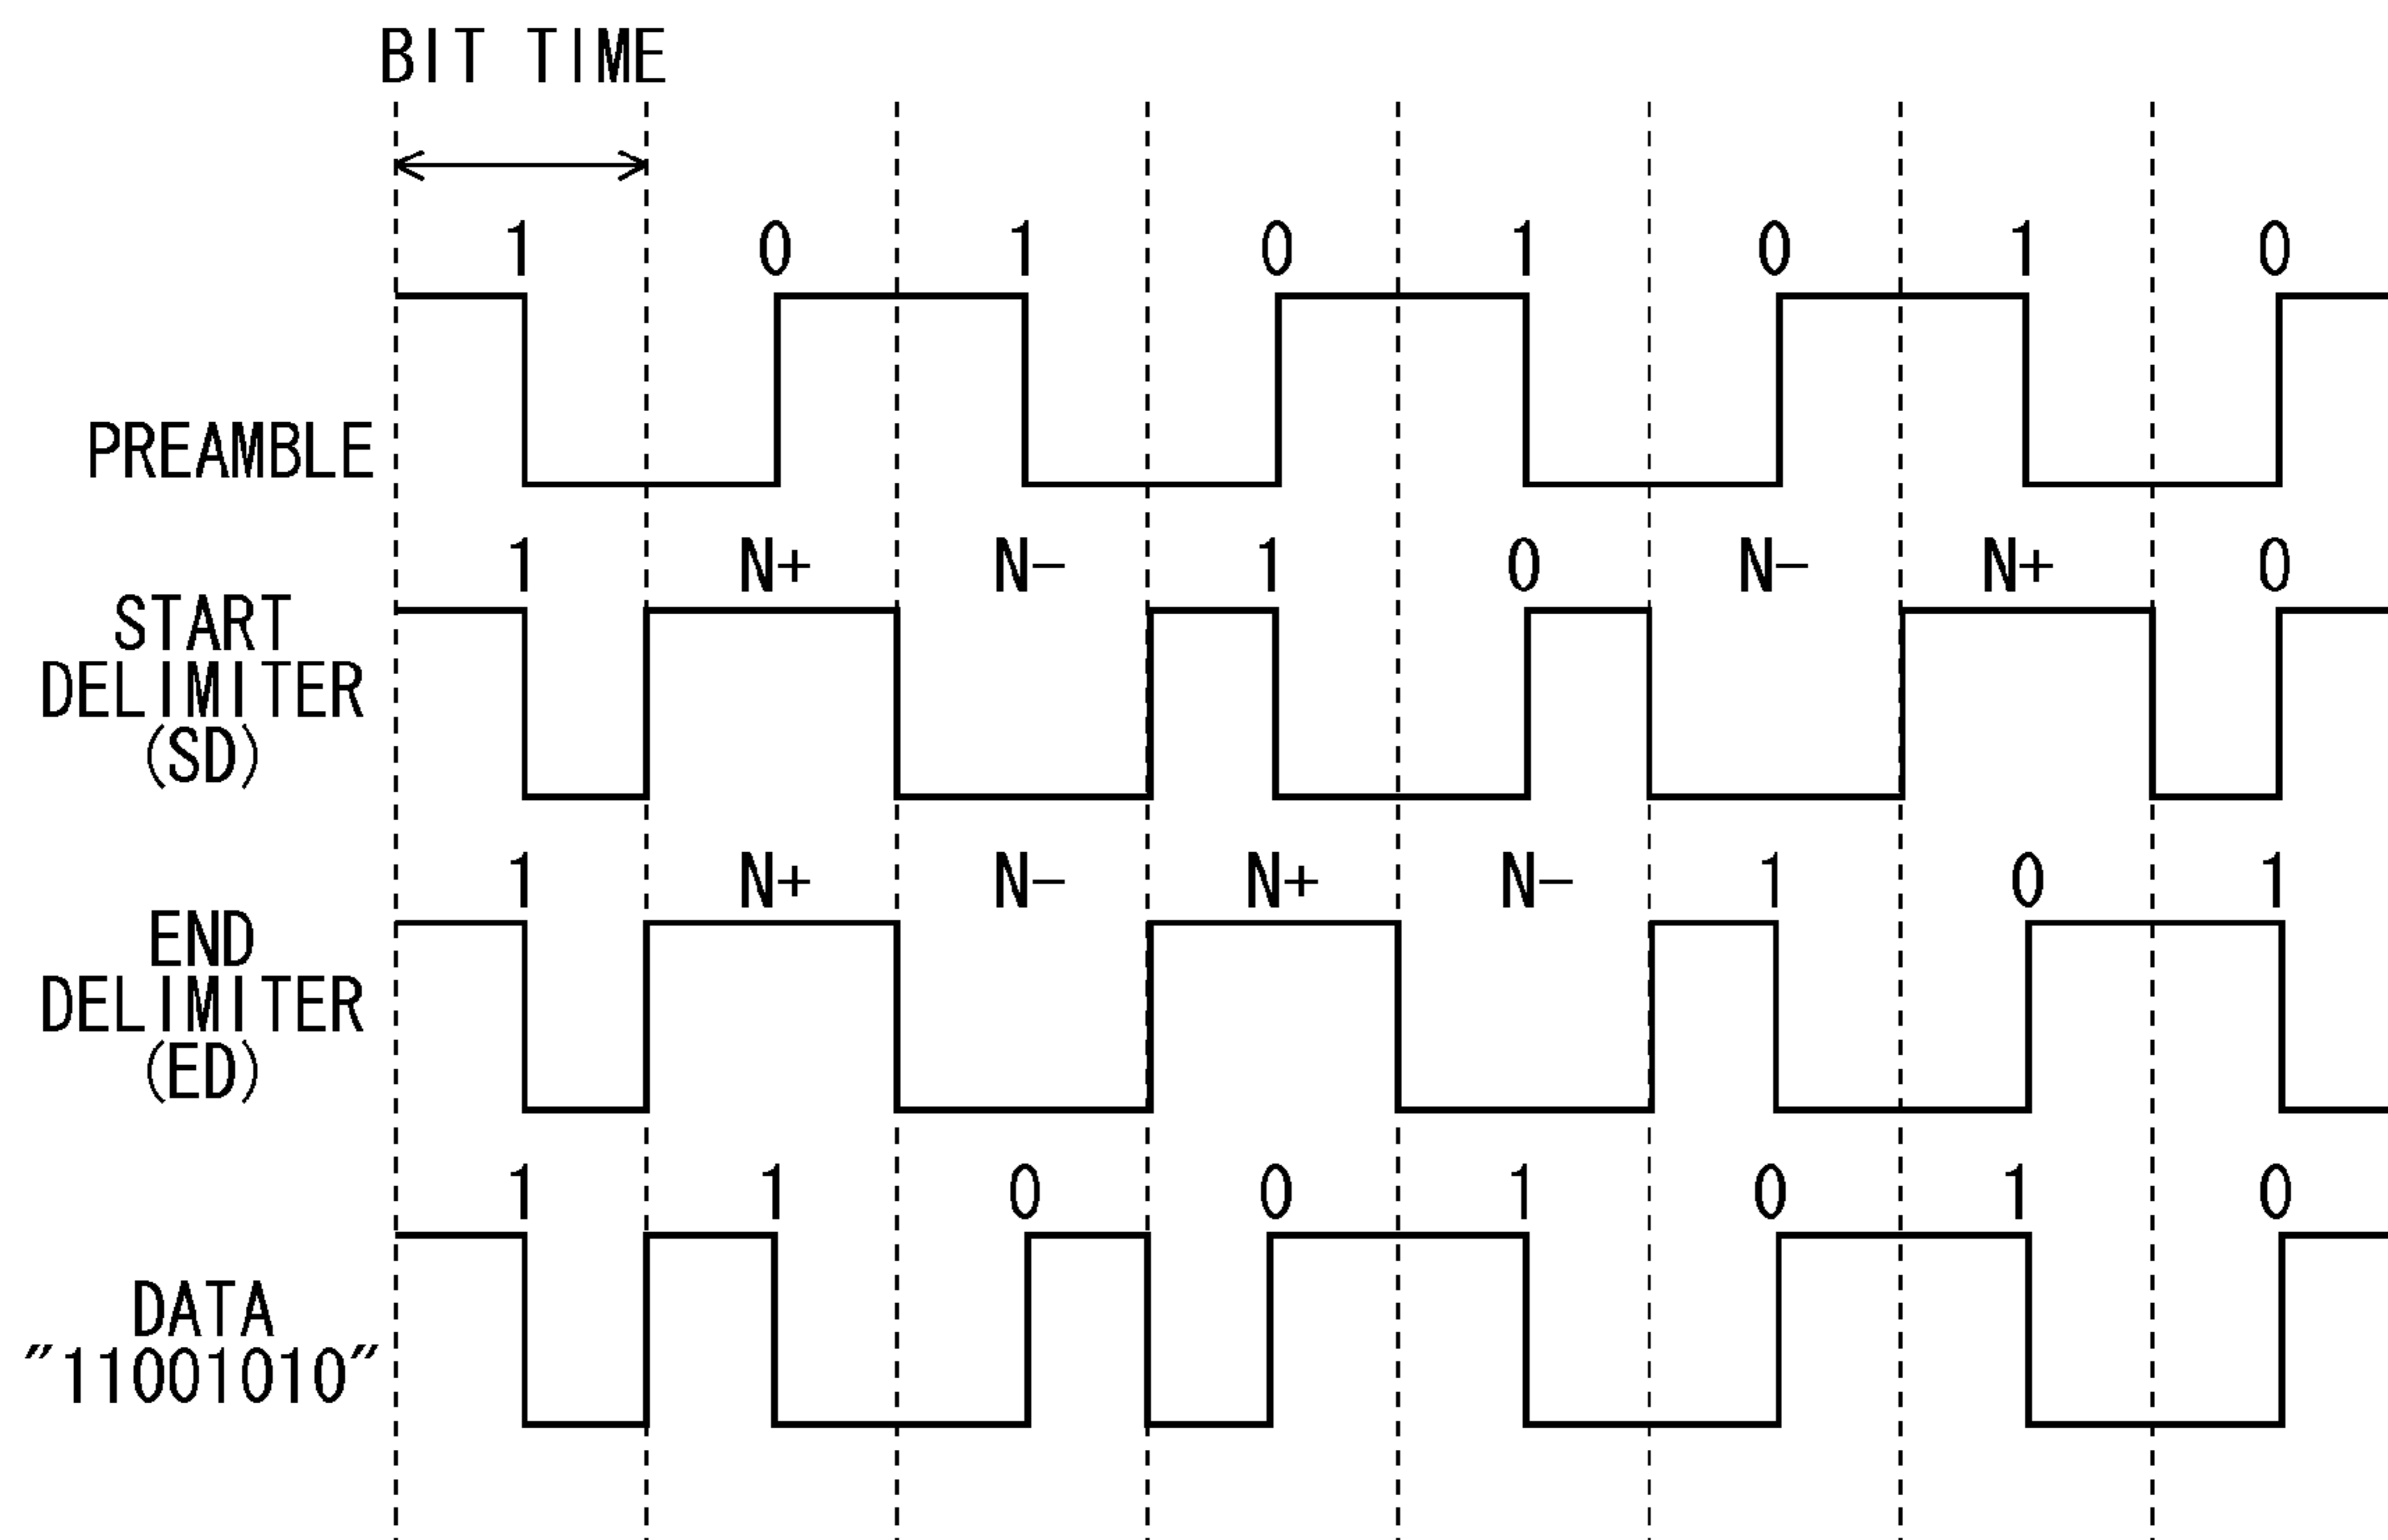 BIT TIME
1 0 1 0 1 0 1 0
PREAMBLE
1 N+ N- 1 0 N- N+ 0
START
DELIMITER
(SD)
1 N+ N- N+ N- 1 0 1
END
DELIMITER
(ED)
1 1 0 0 1 0 1 0
DATA
"11001010"